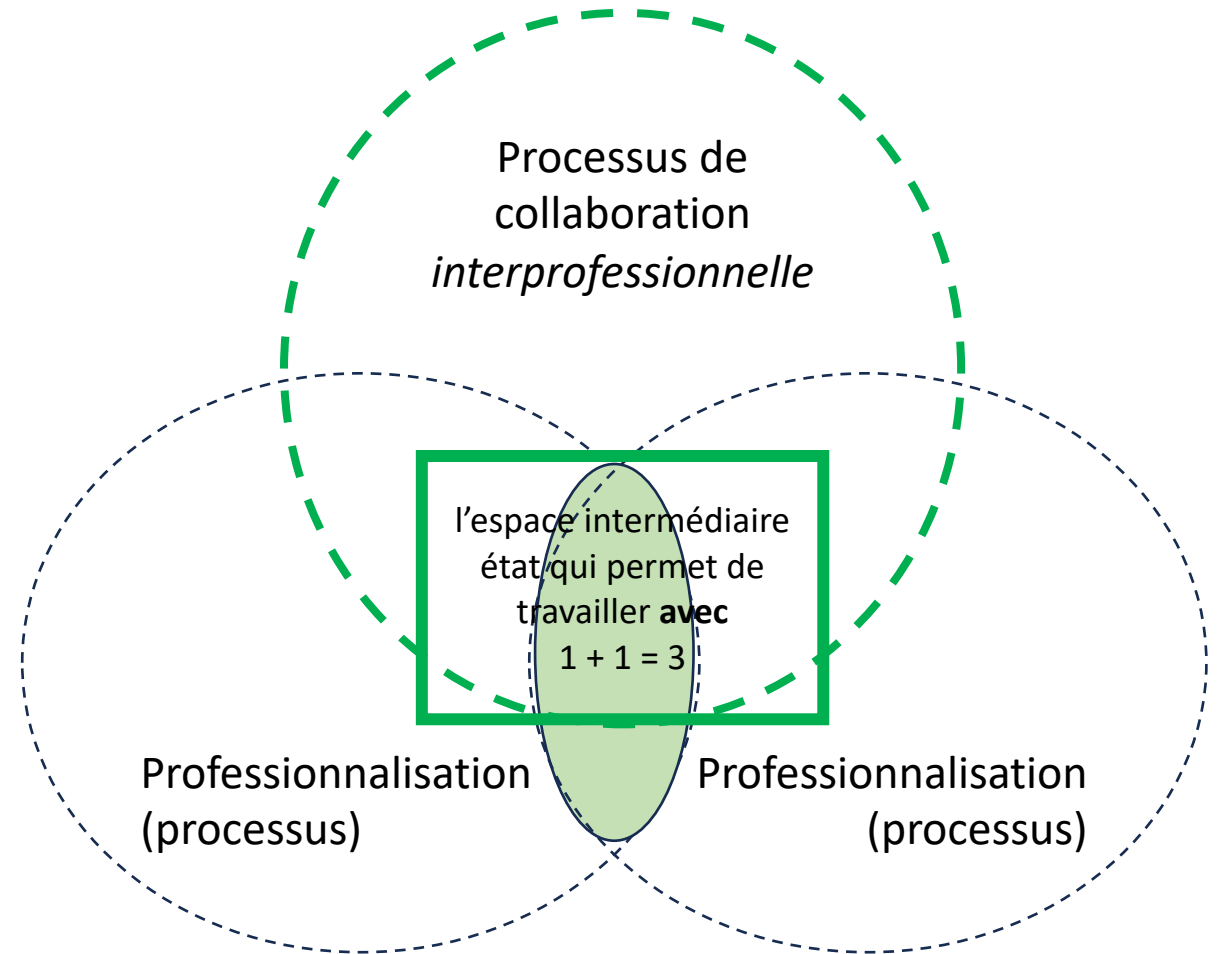 Processus de
collaboration
interprofessionnelle
l’espace intermédiaire
état qui permet de
travailler avec
1 + 1 = 3
Professionnalisation
(processus)
Professionnalisation
(processus)